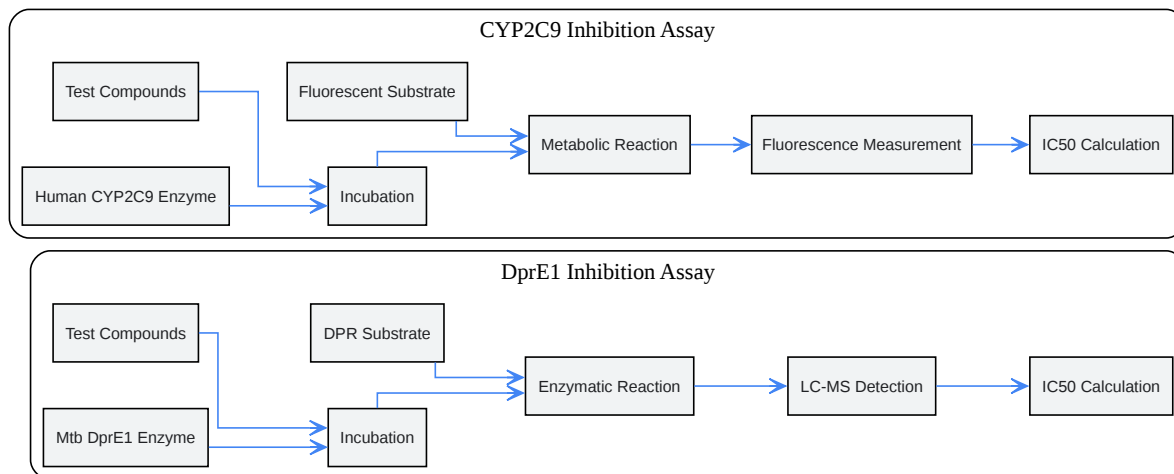 CYP2C9 Inhibition Assay
Test Compounds
Fluorescent Substrate
Metabolic Reaction
Fluorescence Measurement
IC50 Calculation
Human CYP2C9 Enzyme
Incubation
DprE1 Inhibition Assay
Test Compounds
DPR Substrate
Enzymatic Reaction
LC-MS Detection
IC50 Calculation
Mtb DprE1 Enzyme
Incubation